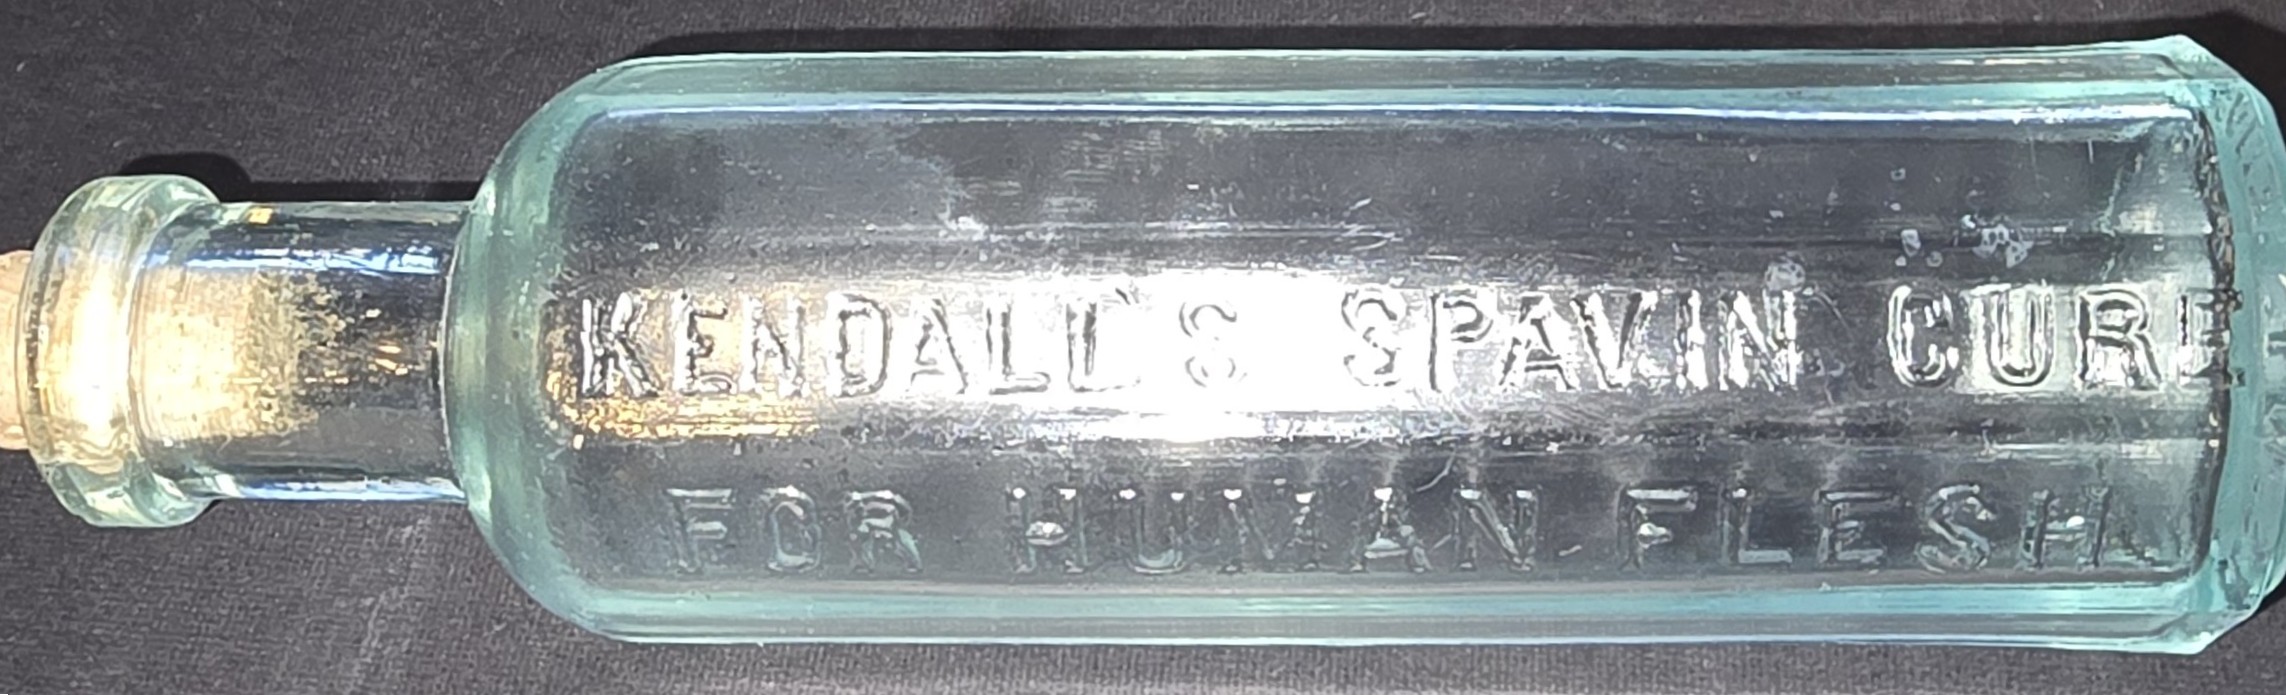 KENDALL'S SPAVIN CURE
FOR HUMAN FLESH